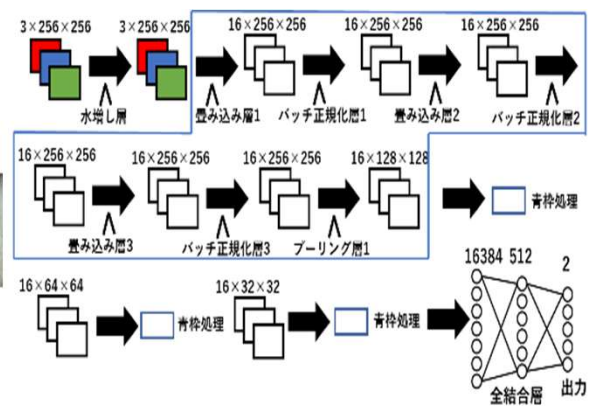 3×256×256 3×256×256 16×256×256 16×256×256 16×256×256
水増し層 畳み込み層1 バッチ正規化層1 畳み込み層2 バッチ正規化層2
16×256×256 16×256×256 16×256×256 16×128×128
青枠処理
畳み込み層3 バッチ正規化層3 プーリング層1
16384 512 2
16×64×64 16×32×32
青枠処理 青枠処理
全結合層 出力